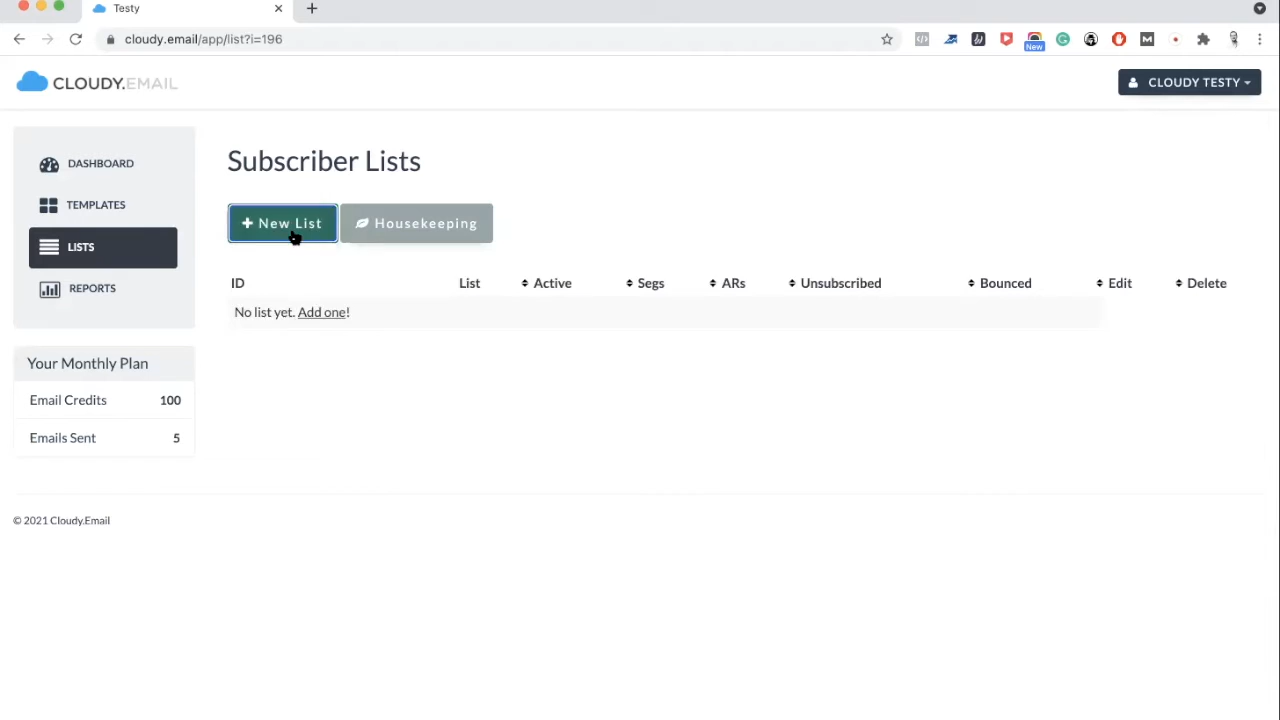 Testy
cloudy.email/app/list?i=196
New
CLOUDY.EMAIL
CLOUDY TESTY
DASHBOARD
TEMPLATES
LISTS
REPORTS
Your Monthly Plan
Email Credits 100
Emails Sent 5
Subscriber Lists
New List
Housekeeping
ID List Active Segs ARs Unsubscribed Bounced Edit Delete
No list yet. Add one!
© 2021 Cloudy.Email